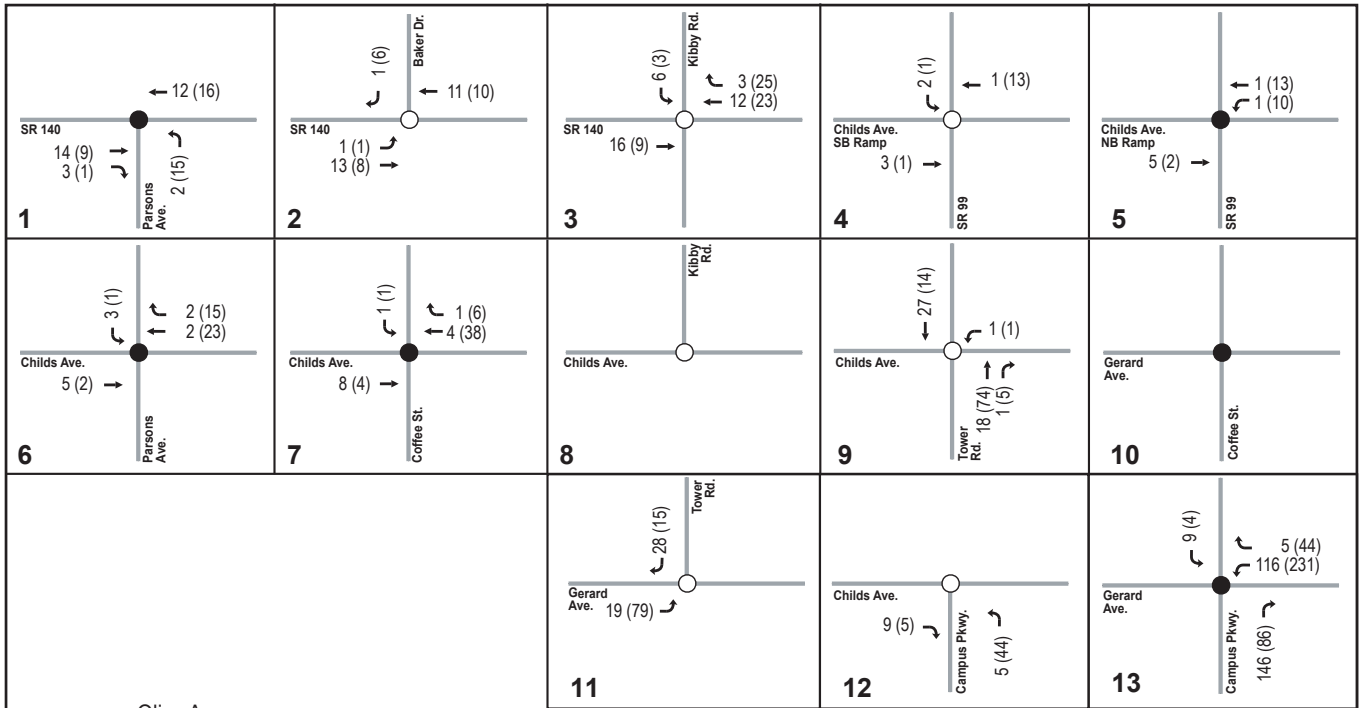 12 (16)
SR 140
14 (9)
3 (1)
2 (15)
Parsons
Ave.
1
Baker Dr.
1 (6)
11 (10)
SR 140
1 (1)
13 (8)
2
Kibby Rd.
6 (3)
3 (25)
12 (23)
SR 140
16 (9)
3
2 (1)
1 (13)
Childs Ave.
SB Ramp
3 (1)
SR 99
4
1 (13)
1 (10)
Childs Ave.
NB Ramp
5 (2)
SR 99
5
3 (1)
2 (15)
2 (23)
Childs Ave.
5 (2)
Parsons
Ave.
6
1 (1)
1 (6)
4 (38)
Childs Ave.
8 (4)
Coffee St.
7
Kibby
Rd.
Childs Ave.
8
27 (14)
1 (1)
Childs Ave.
Tower
Rd.
18 (74)
1 (5)
9
Gerard
Ave.
Coffee St.
10
Tower
Rd.
28 (15)
Gerard
Ave.
19 (79)
11
Childs Ave.
9 (5)
Campus Pkwy.
5 (44)
12
9 (4)
5 (44)
116 (231)
Gerard
Ave.
Campus Pkwy.
146 (86)
13